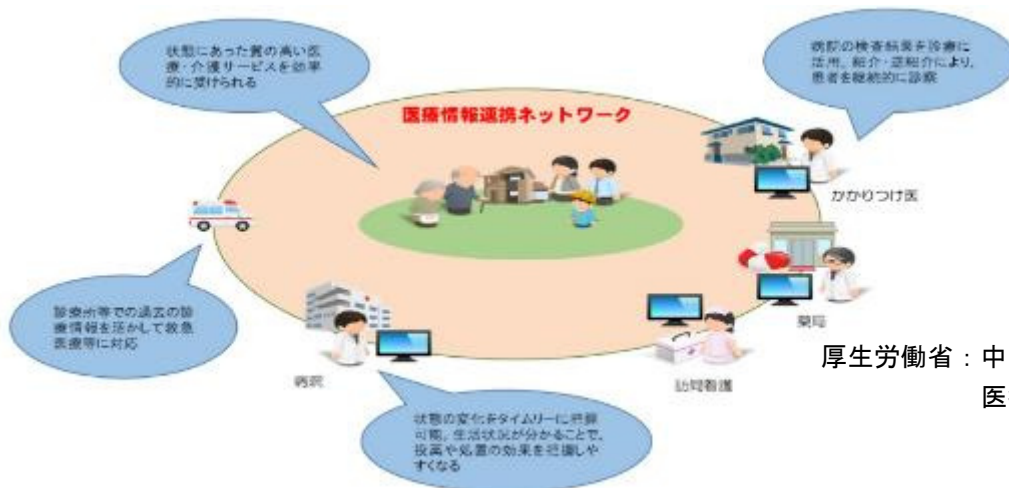 状態にあった質の高い医
療・介護サービスを効率
的に受けられる
病院の検査結果を診療に
活用。紹介・逆紹介により、
患者を継続的に診察
医療情報連携ネットワーク
かかりつけ医
診療所等での過去の診
療情報を活かして救急
医療等に対応
薬局
病院
訪問看護
厚生労働省：中
医
状態の変化をタイムリーに把握
可能。生活状況が分かることで、
投薬や処置の効果を把握しや
すくなる